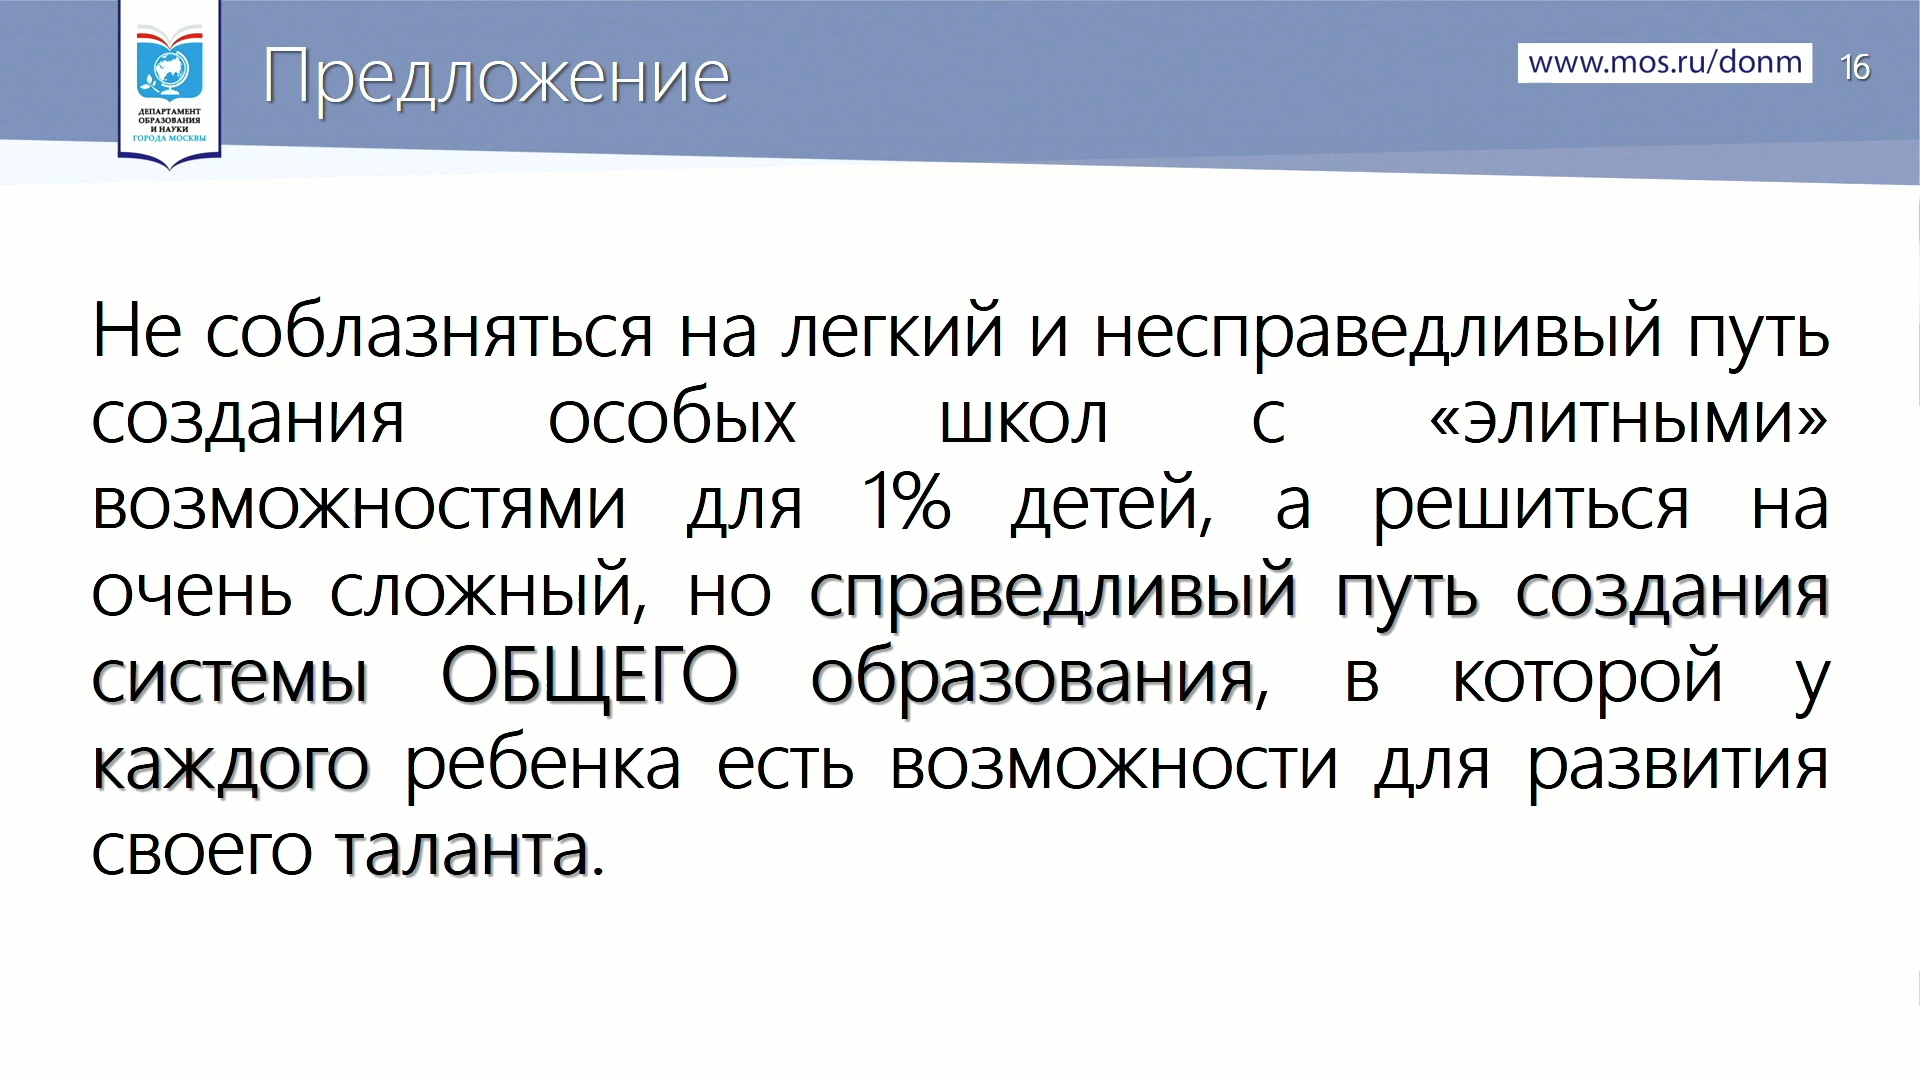 ДЕПАРТАМЕНТ
ОБРАЗОВАНИЯ
И НАУКИ
ГОРОДА МОСКВЫ
Предложение
www.mos.ru/donm
16
Не соблазняться на легкий и несправедливый путь
создания особых школ с «элитными»
возможностями для 1% детей, а решиться на
очень сложный, но справедливый путь создания
системы ОБЩЕГО образования, в которой у
каждого ребенка есть возможности для развития
своего таланта.